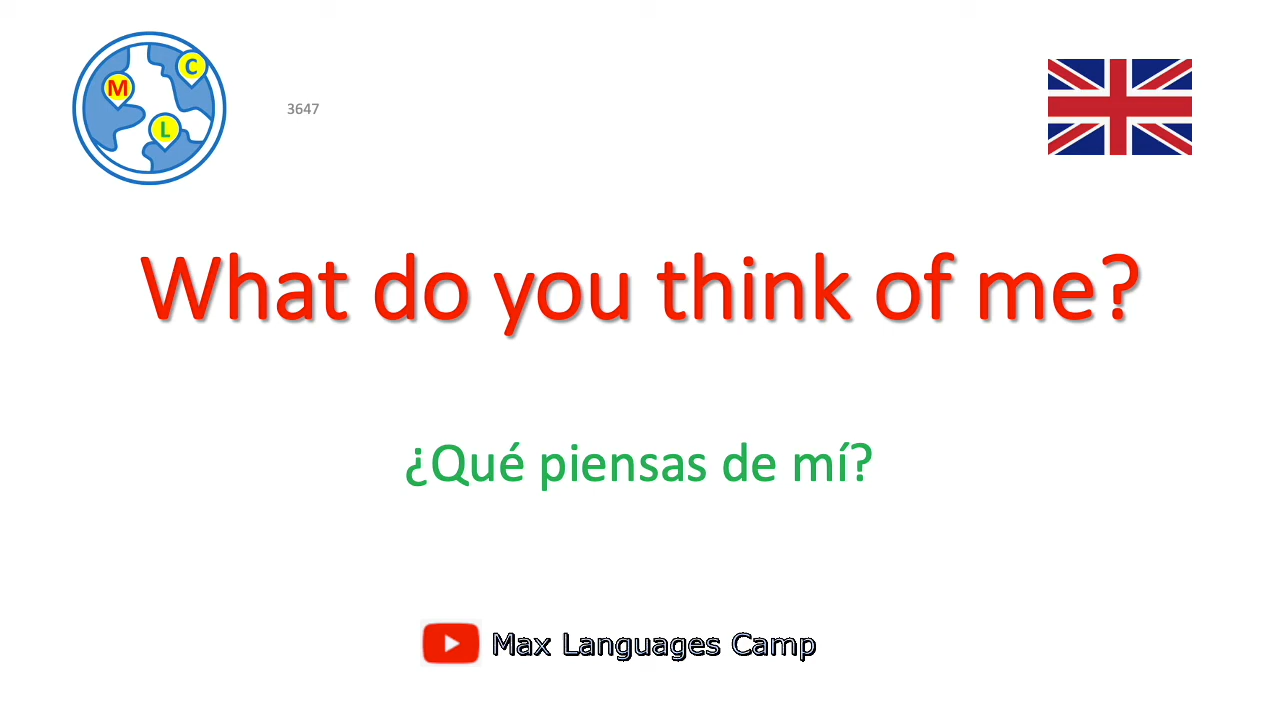 M
C
L
3647
What do you think of me?
¿Qué piensas de mí?
Max Languages Camp